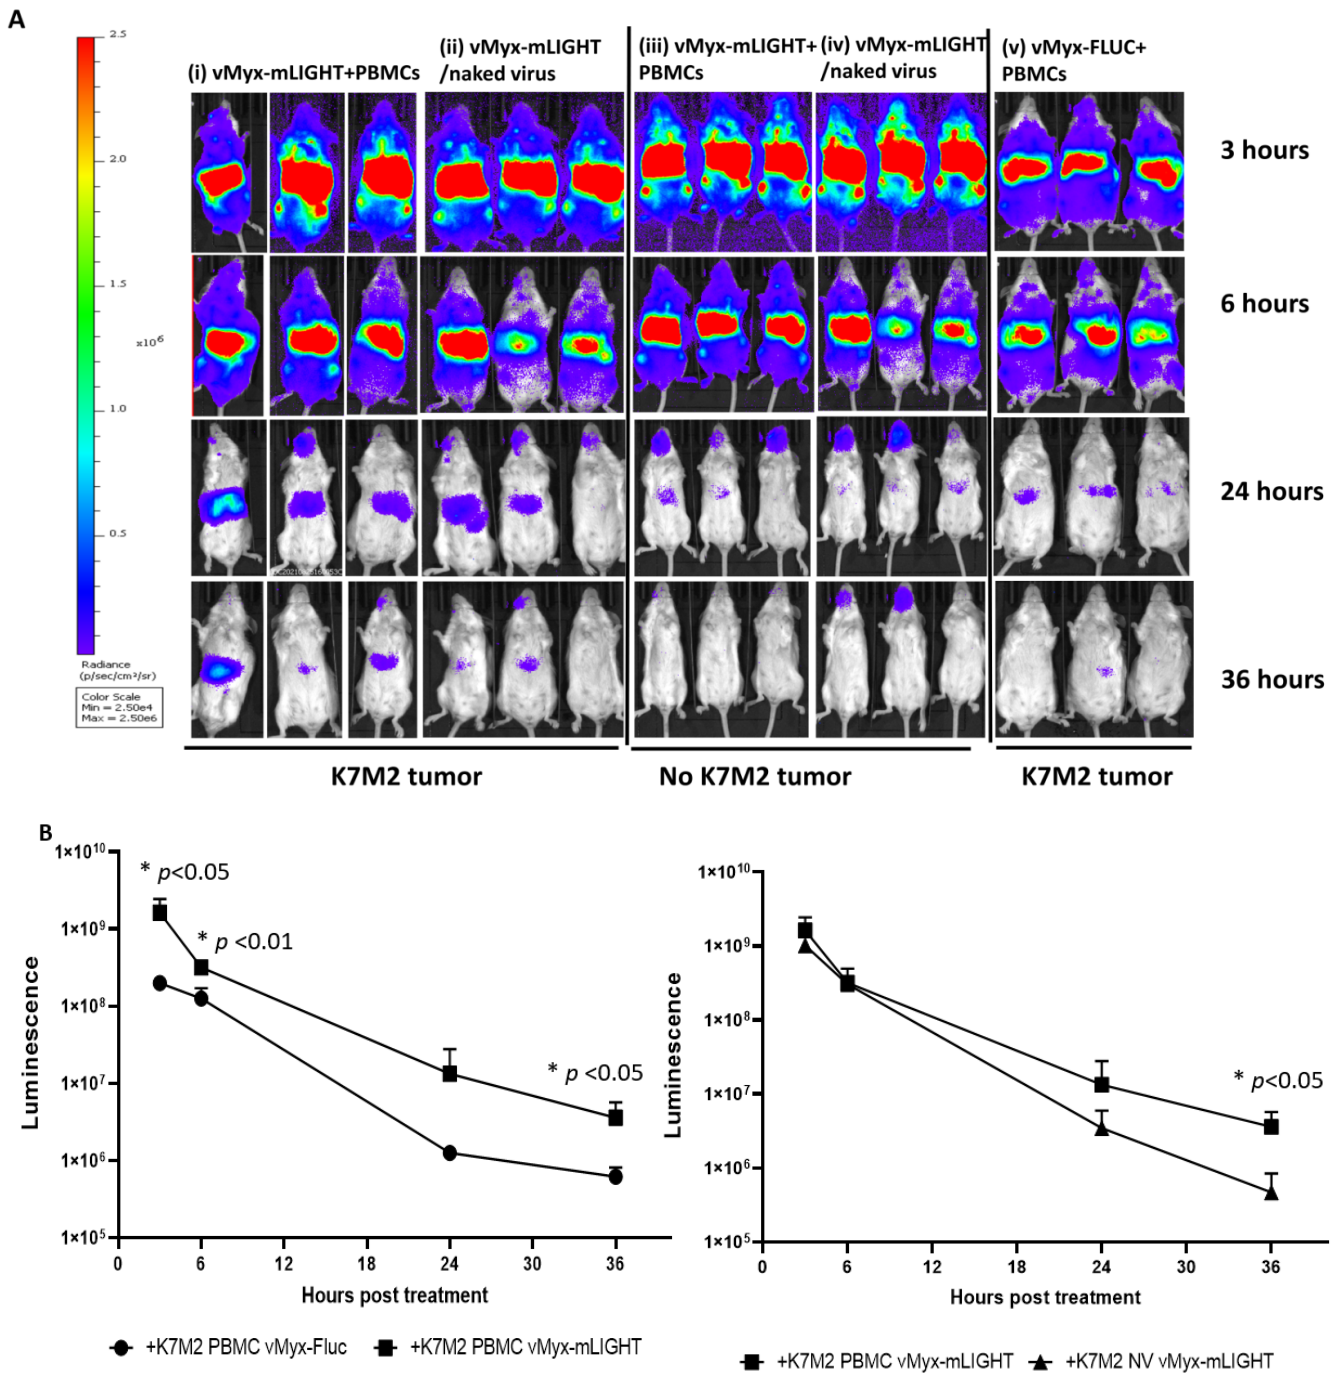 A
2.5
2.0
1.5
x10⁶
1.0
0.5
Radiance
(p/sec/cm²/sr)
Color Scale
Min = 2.50e4
Max = 2.50e6
(i) vMyx-mLIGHT+PBMCs
(ii) vMyx-mLIGHT
/naked virus
(iii) vMyx-mLIGHT+
PBMCs
(iv) vMyx-mLIGHT
/naked virus
(v) vMyx-FLUC+
PBMCs
3 hours
6 hours
24 hours
36 hours
K7M2 tumor
No K7M2 tumor
K7M2 tumor
B
Luminescence
1×10¹⁰
1×10⁹
1×10⁸
1×10⁷
1×10⁶
1×10⁵
* p<0.05
* p <0.01
* p <0.05
0 6 12 18 24 30 36
Hours post treatment
+K7M2 PBMC vMyx-Fluc +K7M2 PBMC vMyx-mLIGHT
Luminescence
1×10¹⁰
1×10⁹
1×10⁸
1×10⁷
1×10⁶
1×10⁵
* p<0.05
0 6 12 18 24 30 36
Hours post treatment
+K7M2 PBMC vMyx-mLIGHT +K7M2 NV vMyx-mLIGHT